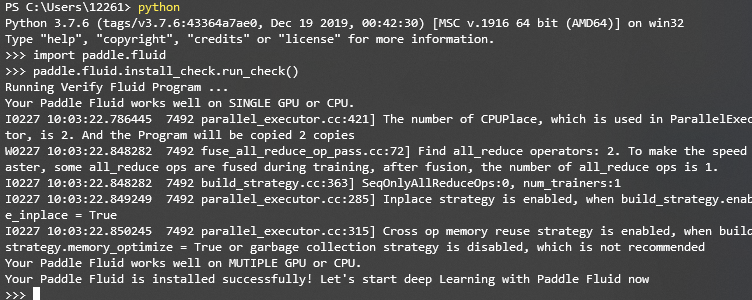 PS C:\Users\12261> python
Python 3.7.6 (tags/v3.7.6:43364a7ae0, Dec 19 2019, 00:42:30) [MSC v.1916 64 bit (AMD64)] on win32
Type "help", "copyright", "credits" or "license" for more information.
>>> import paddle.fluid
>>> paddle.fluid.install_check.run_check()
Running Verify Fluid Program ...
Your Paddle Fluid works well on SINGLE GPU or CPU.
I0227 10:03:22.786445  7492 parallel_executor.cc:421] The number of CPUPlace, which is used in ParallelExecu
tor, is 2. And the Program will be copied 2 copies
W0227 10:03:22.848282  7492 fuse_all_reduce_op_pass.cc:72] Find all_reduce operators: 2. To make the speed f
aster, some all_reduce ops are fused during training, after fusion, the number of all_reduce ops is 1.
I0227 10:03:22.848282  7492 build_strategy.cc:363] SeqOnlyAllReduceOps:0, num_trainers:1
I0227 10:03:22.849249  7492 parallel_executor.cc:285] Inplace strategy is enabled, when build_strategy.enabl
e_inplace = True
I0227 10:03:22.850245  7492 parallel_executor.cc:315] Cross op memory reuse strategy is enabled, when build_
strategy.memory_optimize = True or garbage collection strategy is disabled, which is not recommended
Your Paddle Fluid works well on MUTIPLE GPU or CPU.
Your Paddle Fluid is installed successfully! Let's start deep Learning with Paddle Fluid now
>>>